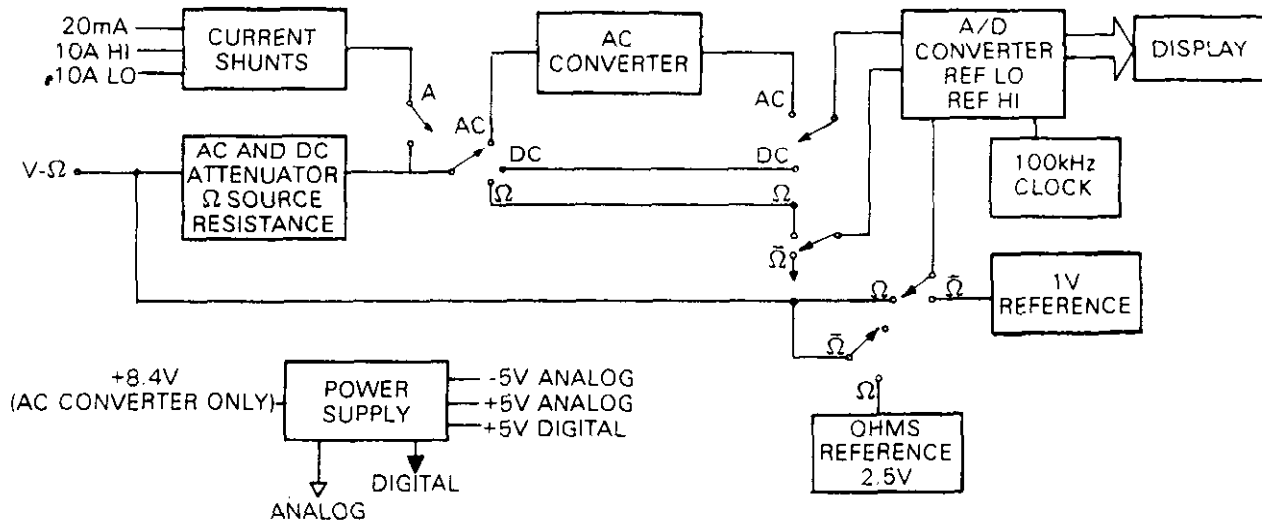 20mA
10A HI
10A LO
CURRENT
SHUNTS
A
AC
CONVERTER
AC
AC
A/D
CONVERTER
REF LO
REF HI
DISPLAY
100kHz
CLOCK
V-Ω
AC AND DC
ATTENUATOR
Ω SOURCE
RESISTANCE
DC
DC
Ω
Ω
Ω̄
Ω
Ω̄
1V
REFERENCE
Ω̄
Ω
OHMS
REFERENCE
2.5V
+8.4V
(AC CONVERTER ONLY)
POWER
SUPPLY
-5V ANALOG
+5V ANALOG
+5V DIGITAL
DIGITAL
ANALOG